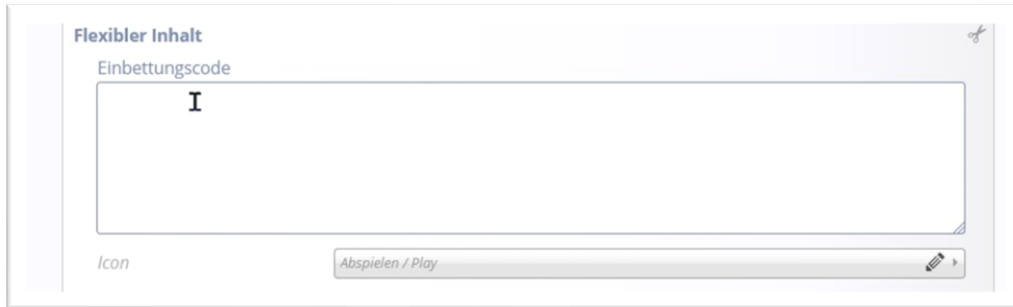 Flexibler Inhalt
Einbettungscode
Icon Abspielen / Play